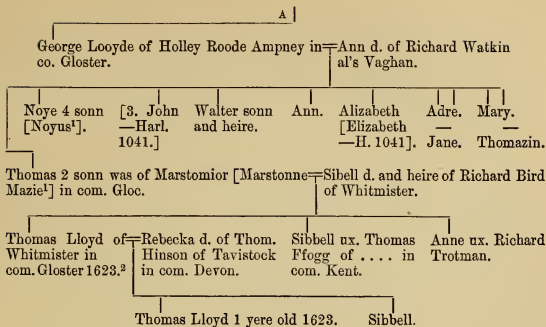 A
George Looyde of Holley Roode Ampney in Ann d. of Richard Watkin
co. Gloster. al's Vaghan.
Noye 4 sonn [3. John Walter sonn Ann. Alizabeth Adre. Mary.
[Noyus¹]. —Harl. and heire. [Elizabeth — —
1041.] —H. 1041]. Jane. Thomazin.
Thomas 2 sonn was of Marstomior [Marstonne Sibell d. and heire of Richard Bird
Mazie¹] in com. Gloc. of Whitmister.
Thomas Lloyd of Rebecka d. of Thom. Sibbell ux. Thomas Anne ux. Richard
Whitmister in Hinson of Tavistock Ffogg of .... in Trotman.
com. Gloster 1623.² in com. Devon. com. Kent.
Thomas Lloyd 1 yere old 1623. Sibbell.